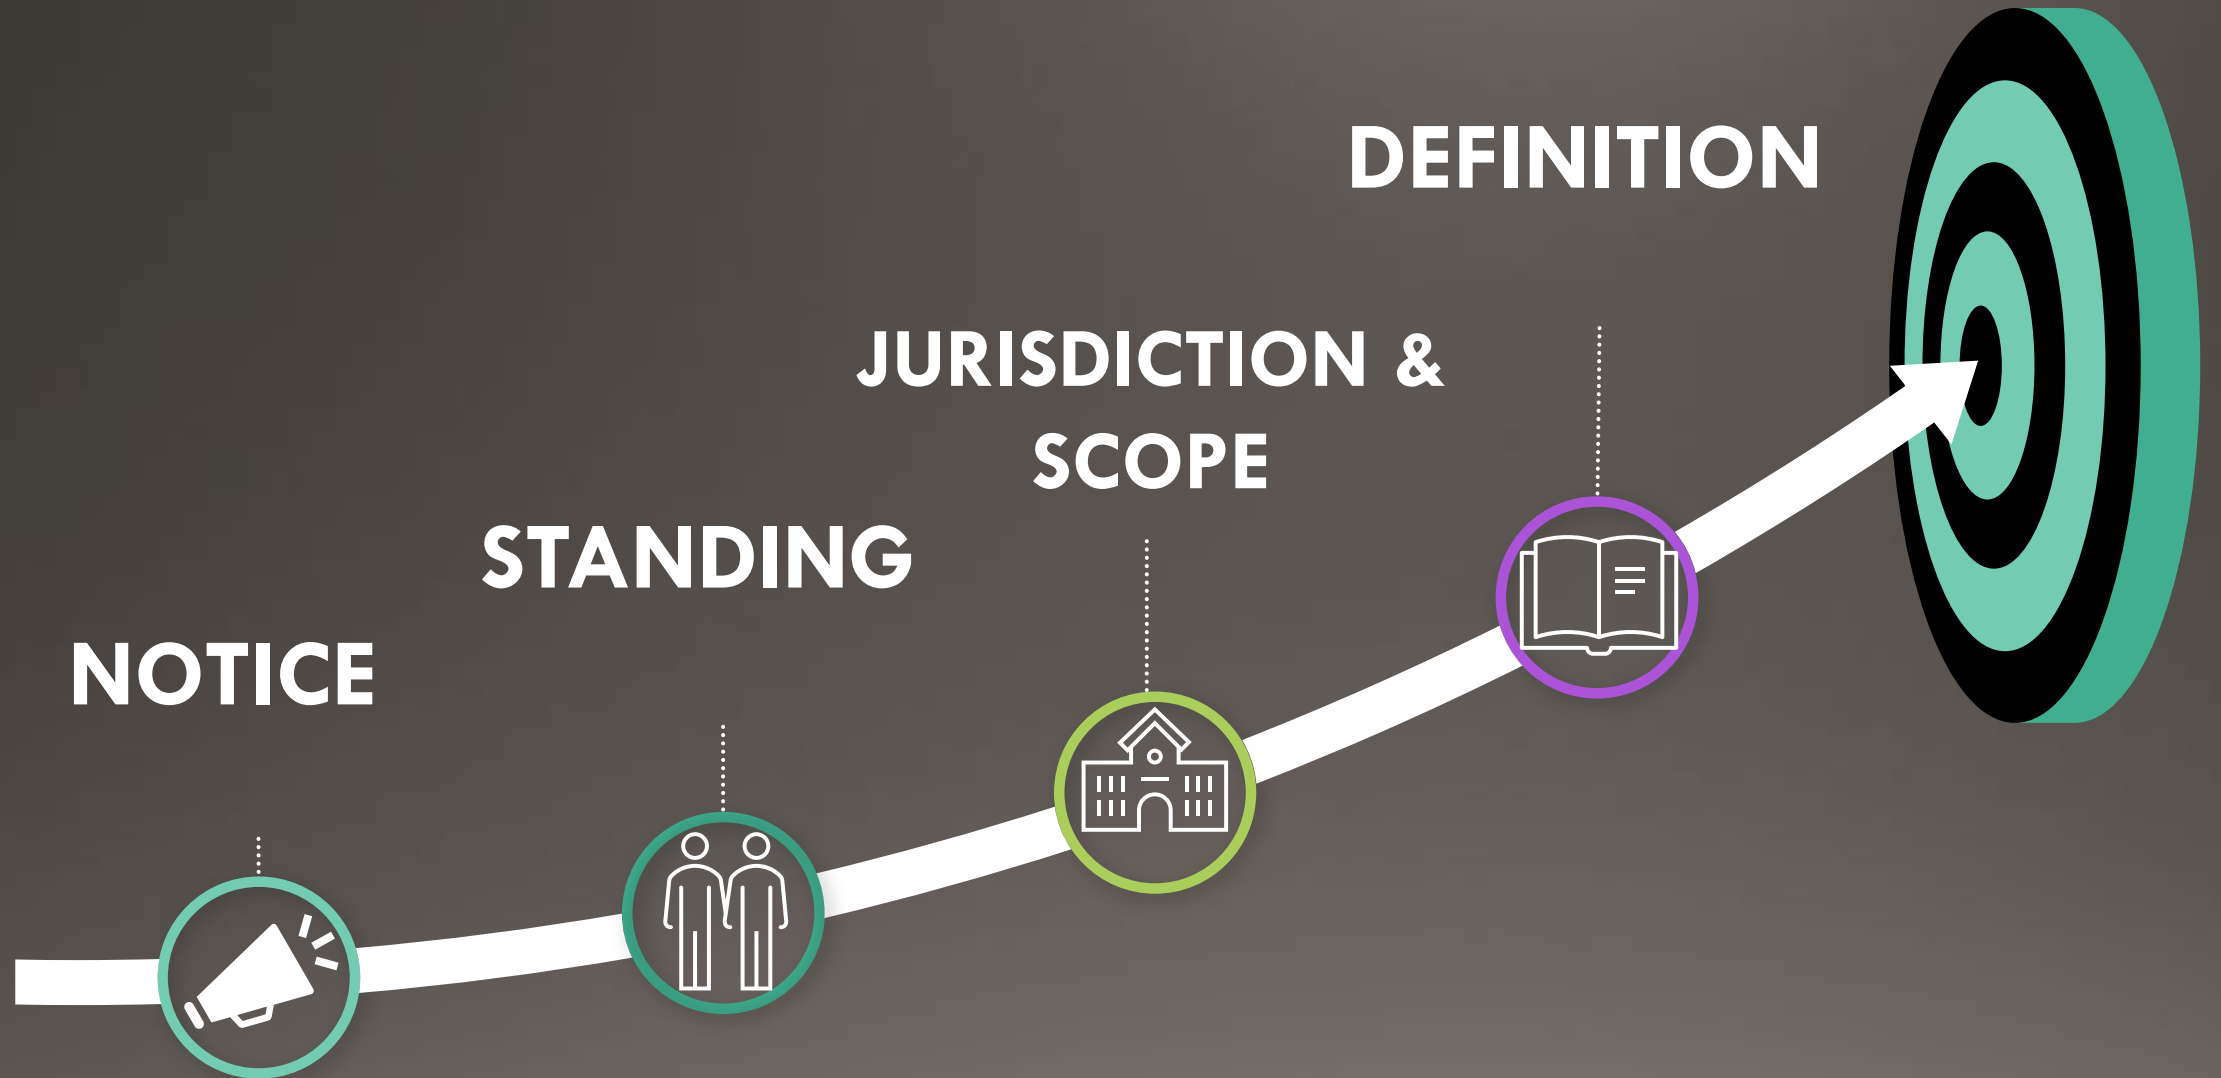 NOTICE
STANDING
JURISDICTION &
SCOPE
DEFINITION